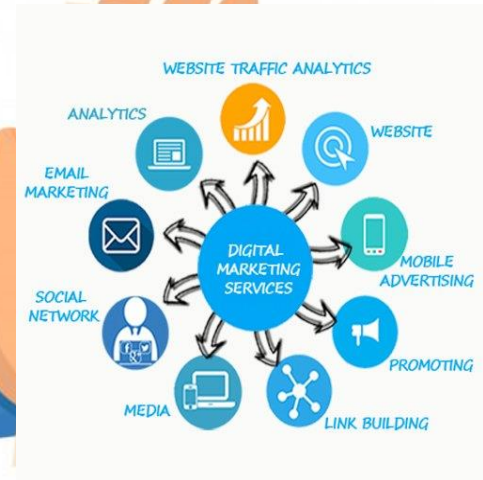 WEBSITE TRAFFIC ANALYTICS
ANALYTICS
WEBSITE
EMAIL
MARKETING
DIGITAL
MARKETING
SERVICES
MOBILE
ADVERTISING
SOCIAL
NETWORK
PROMOTING
MEDIA
LINK BUILDING